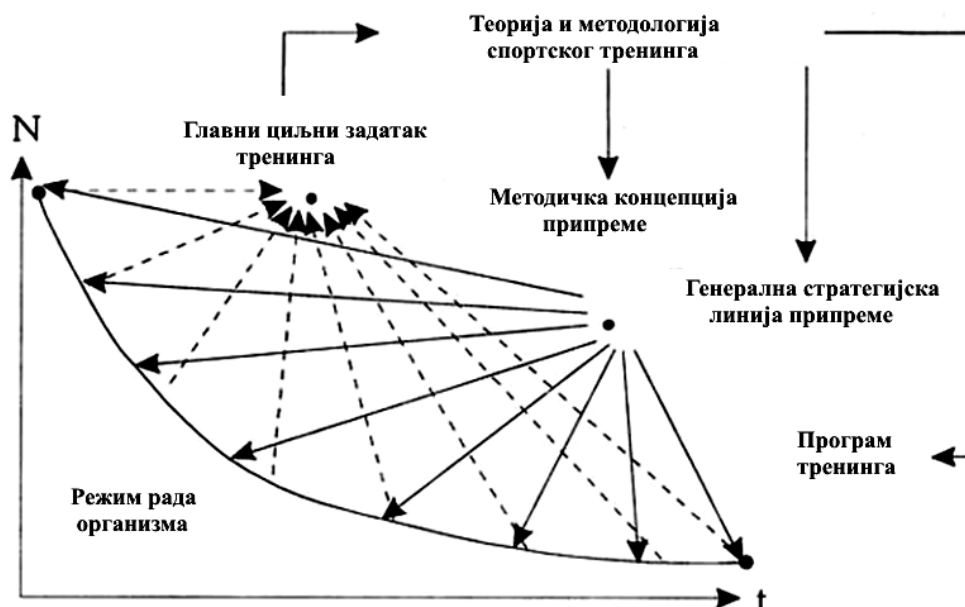 Теорија и методологија
спортског тренинга
Главни циљни задатак
тренинга
N
Методичка концепција
припреме
Генерална стратегијска
линија припреме
Програм
тренинга
Режим рада
организма
t